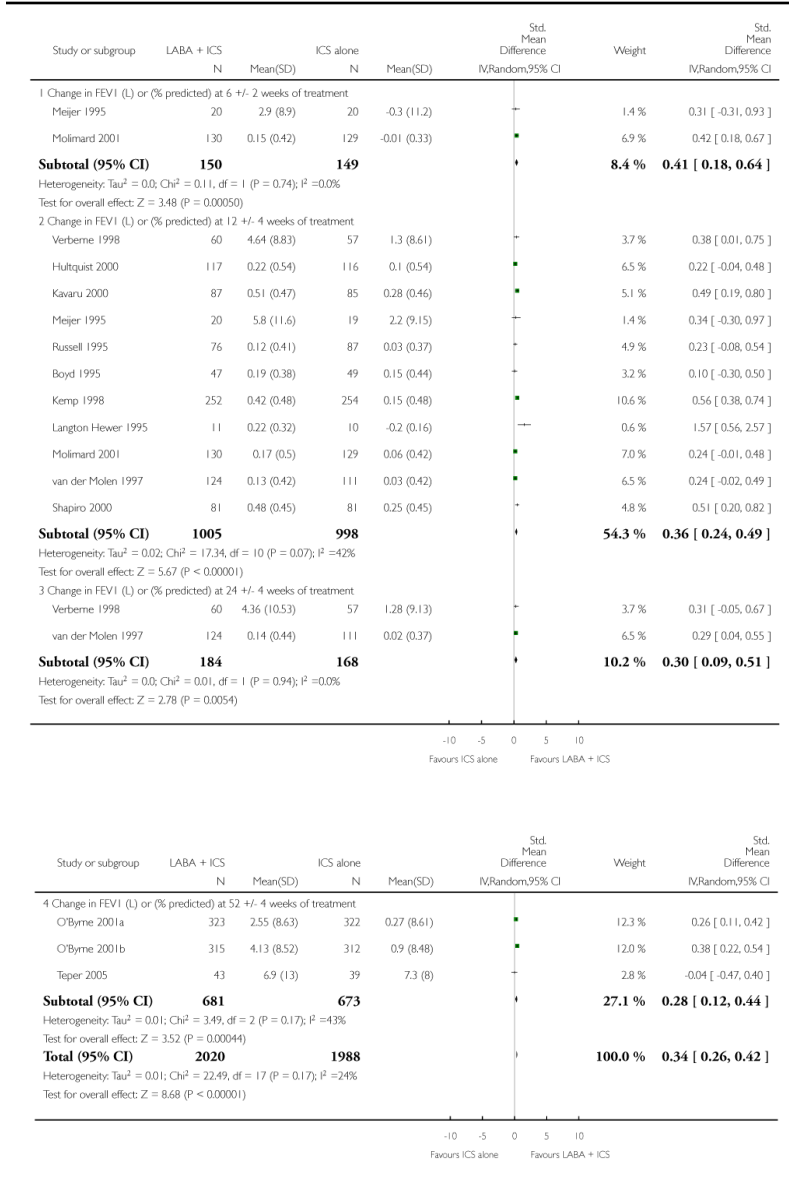 Std.
Mean
Study or subgroup LABA + ICS ICS alone Difference Weight Std. Mean Difference
N Mean(SD) N Mean(SD) IV,Random,95% CI IV,Random,95% CI
1 Change in FEV1 (L) or (% predicted) at 6 +/- 2 weeks of treatment
Meijer 1995 20 2.9 (8.9) 20 -0.3 (11.2) 1.4 % 0.31 [ -0.31, 0.93 ]
Molimard 2001 130 0.15 (0.42) 129 -0.01 (0.33) 6.9 % 0.42 [ 0.18, 0.67 ]
Subtotal (95% CI) 150 149 8.4 % 0.41 [ 0.18, 0.64 ]
Heterogeneity: Tau² = 0.0; Chi² = 0.11, df = 1 (P = 0.74); I² =0.0%
Test for overall effect: Z = 3.48 (P = 0.00050)
2 Change in FEV1 (L) or (% predicted) at 12 +/- 4 weeks of treatment
Verberne 1998 60 4.64 (8.83) 57 1.3 (8.61) 3.7 % 0.38 [ 0.01, 0.75 ]
Hultquist 2000 117 0.22 (0.54) 116 0.1 (0.54) 6.5 % 0.22 [ -0.04, 0.48 ]
Kavaru 2000 87 0.51 (0.47) 85 0.28 (0.46) 5.1 % 0.49 [ 0.19, 0.80 ]
Meijer 1995 20 5.8 (11.6) 19 2.2 (9.15) 1.4 % 0.34 [ -0.30, 0.97 ]
Russell 1995 76 0.12 (0.41) 87 0.03 (0.37) 4.9 % 0.23 [ -0.08, 0.54 ]
Boyd 1995 47 0.19 (0.38) 49 0.15 (0.44) 3.2 % 0.10 [ -0.30, 0.50 ]
Kemp 1998 252 0.42 (0.48) 254 0.15 (0.48) 10.6 % 0.56 [ 0.38, 0.74 ]
Langton Hewer 1995 11 0.22 (0.32) 10 -0.2 (0.16) 0.6 % 1.57 [ 0.56, 2.57 ]
Molimard 2001 130 0.17 (0.5) 129 0.06 (0.42) 7.0 % 0.24 [ -0.01, 0.48 ]
van der Molen 1997 124 0.13 (0.42) 111 0.03 (0.42) 6.5 % 0.24 [ -0.02, 0.49 ]
Shapiro 2000 81 0.48 (0.45) 81 0.25 (0.45) 4.8 % 0.51 [ 0.20, 0.82 ]
Subtotal (95% CI) 1005 998 54.3 % 0.36 [ 0.24, 0.49 ]
Heterogeneity: Tau² = 0.02; Chi² = 17.34, df = 10 (P = 0.07); I² =42%
Test for overall effect: Z = 5.67 (P < 0.00001)
3 Change in FEV1 (L) or (% predicted) at 24 +/- 4 weeks of treatment
Verberne 1998 60 4.36 (10.53) 57 1.28 (9.13) 3.7 % 0.31 [ -0.05, 0.67 ]
van der Molen 1997 124 0.14 (0.44) 111 0.02 (0.37) 6.5 % 0.29 [ 0.04, 0.55 ]
Subtotal (95% CI) 184 168 10.2 % 0.30 [ 0.09, 0.51 ]
Heterogeneity: Tau² = 0.0; Chi² = 0.01, df = 1 (P = 0.94); I² =0.0%
Test for overall effect: Z = 2.78 (P = 0.0054)
-10 -5 0 5 10
Favours ICS alone Favours LABA + ICS
Std.
Mean
Study or subgroup LABA + ICS ICS alone Difference Weight Std. Mean Difference
N Mean(SD) N Mean(SD) IV,Random,95% CI IV,Random,95% CI
4 Change in FEV1 (L) or (% predicted) at 52 +/- 4 weeks of treatment
O'Byrne 2001a 323 2.55 (8.63) 322 0.27 (8.61) 12.3 % 0.26 [ 0.11, 0.42 ]
O'Byrne 2001b 315 4.13 (8.52) 312 0.9 (8.48) 12.0 % 0.38 [ 0.22, 0.54 ]
Teper 2005 43 6.9 (13) 39 7.3 (8) 2.8 % -0.04 [ -0.47, 0.40 ]
Subtotal (95% CI) 681 673 27.1 % 0.28 [ 0.12, 0.44 ]
Heterogeneity: Tau² = 0.01; Chi² = 3.49, df = 2 (P = 0.17); I² =43%
Test for overall effect: Z = 3.52 (P = 0.00044)
Total (95% CI) 2020 1988 100.0 % 0.34 [ 0.26, 0.42 ]
Heterogeneity: Tau² = 0.01; Chi² = 22.49, df = 17 (P = 0.17); I² =24%
Test for overall effect: Z = 8.68 (P < 0.00001)
-10 -5 0 5 10
Favours ICS alone Favours LABA + ICS